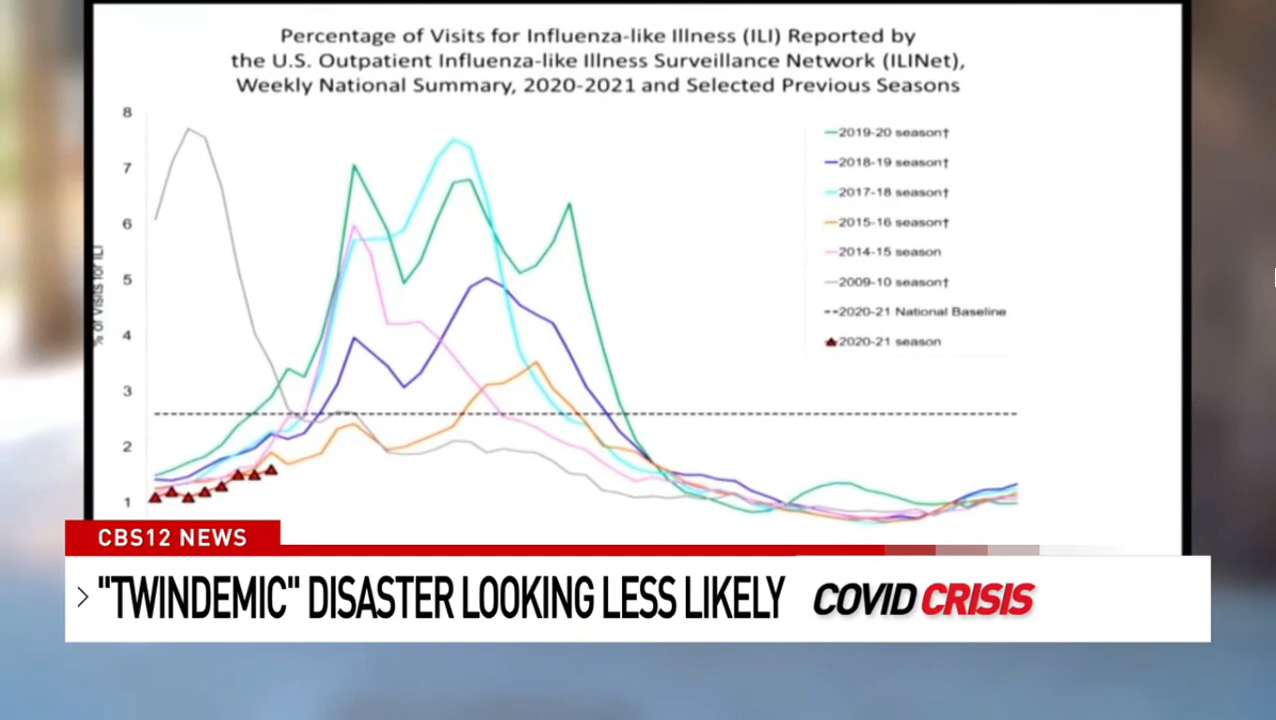 Percentage of Visits for Influenza-like Illness (ILI) Reported by
the U.S. Outpatient Influenza-like Illness Surveillance Network (ILINet),
Weekly National Summary, 2020-2021 and Selected Previous Seasons
% of Visits for ILI
8
7
6
5
4
3
2
1
2019-20 season†
2018-19 season†
2017-18 season†
2015-16 season†
2014-15 season
2009-10 season†
2020-21 National Baseline
2020-21 season
CBS12 NEWS
"TWINDEMIC" DISASTER LOOKING LESS LIKELY
COVID CRISIS